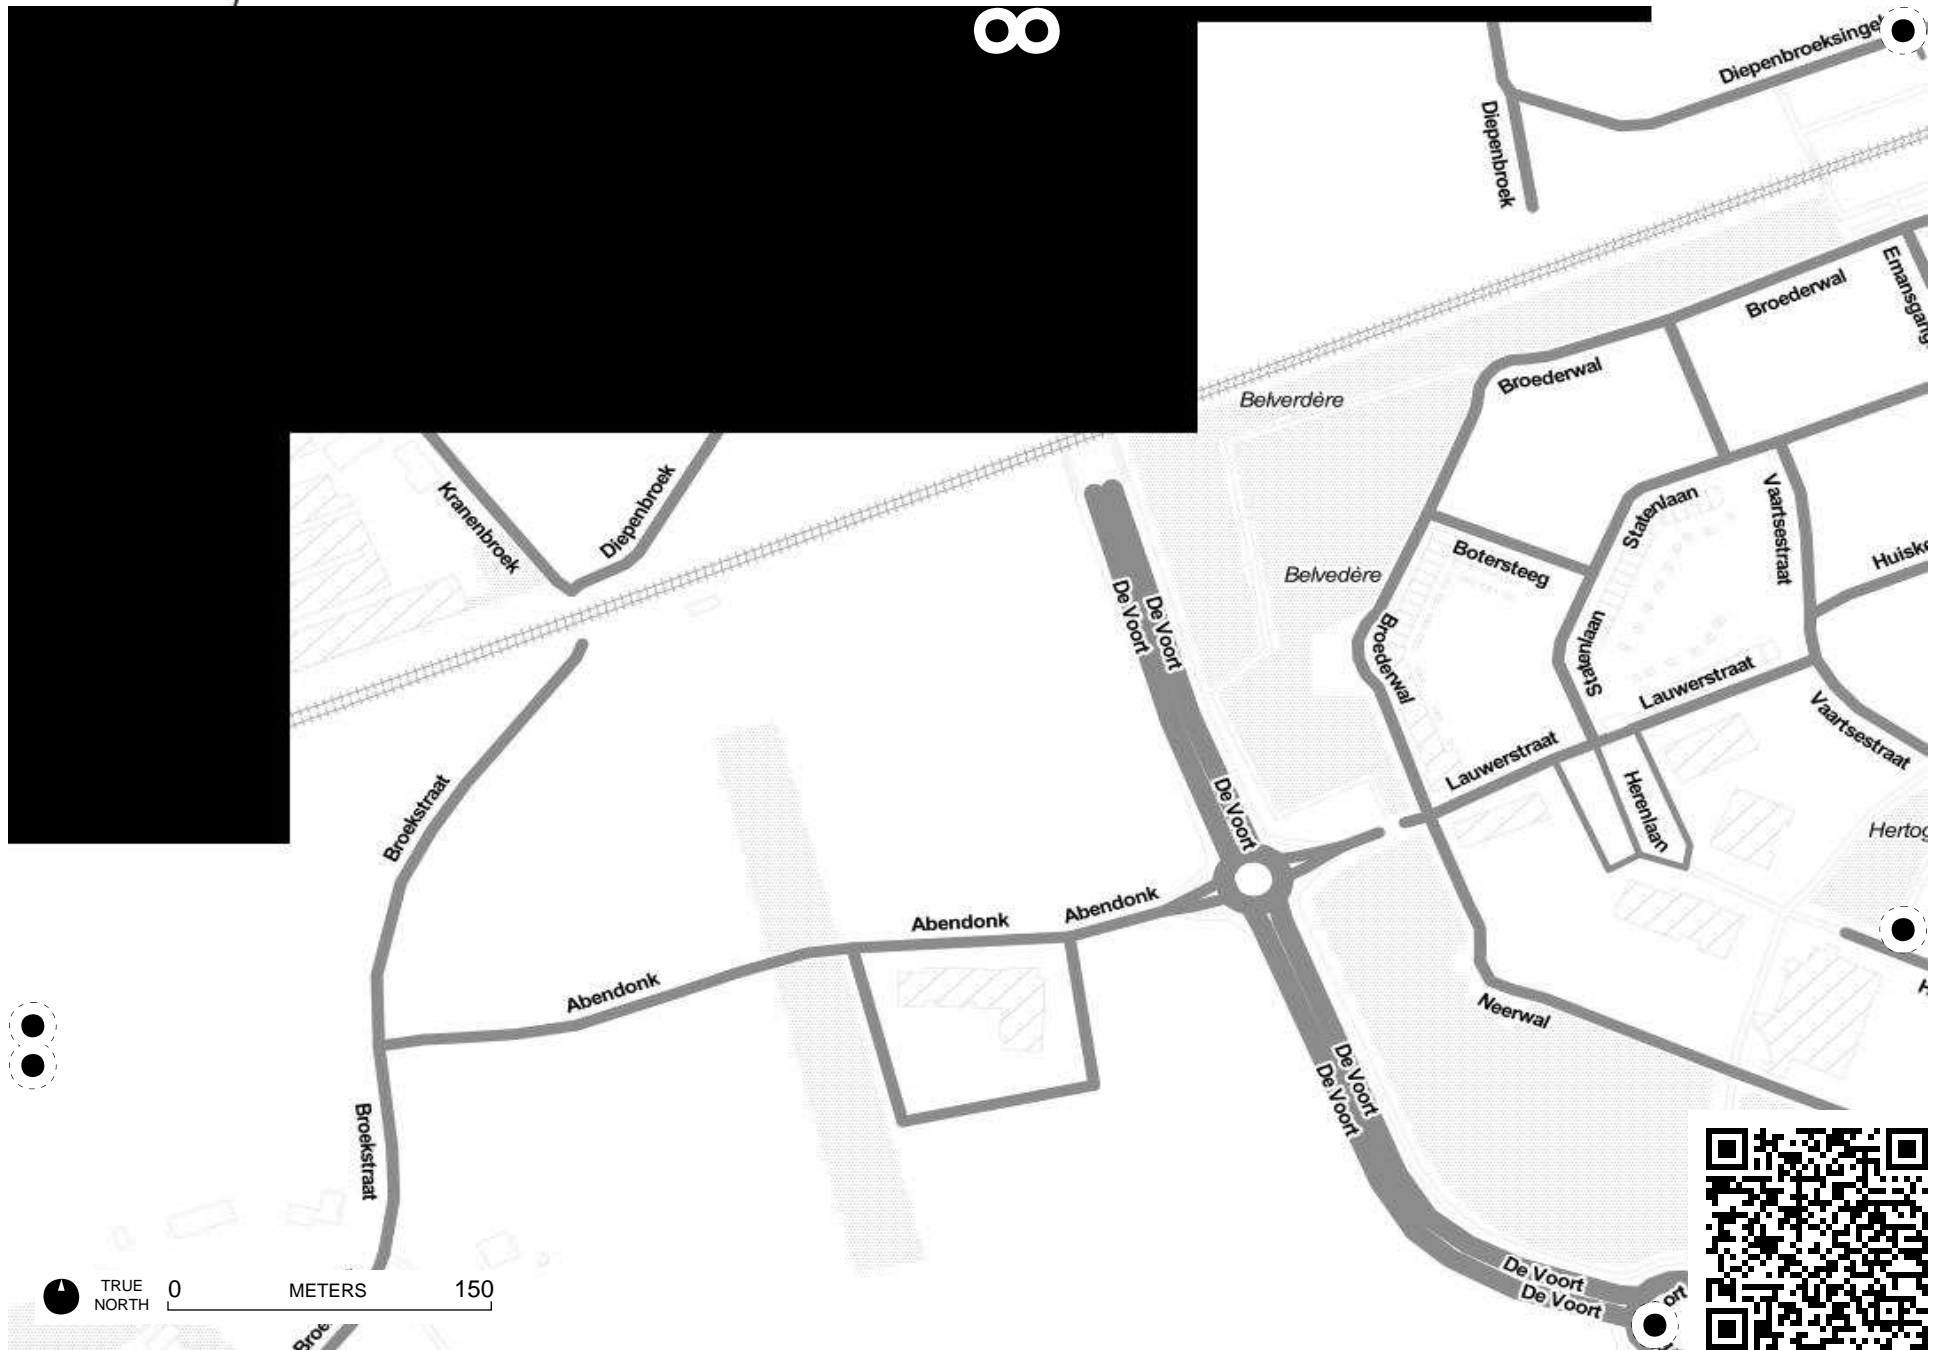 Diepenbroeksingel
Diepenbroek
Emansgang
Broederwal
Broederwal
Belverdère
Kranenbroek
Diepenbroek
Statenlaan
Vaartsestraat
Botersteeg
Belvedère
De Voort
De Voort
Broederwal
Statenlaan
Lauwerstraat
Vaartsestraat
Lauwerstraat
Herenlaan
De Voort
Broekstraat
Abendonk
Abendonk
Abendonk
Neerwal
De Voort
De Voort
Broekstraat
De Voort
De Voort
TRUE
NORTH
0 METERS 150